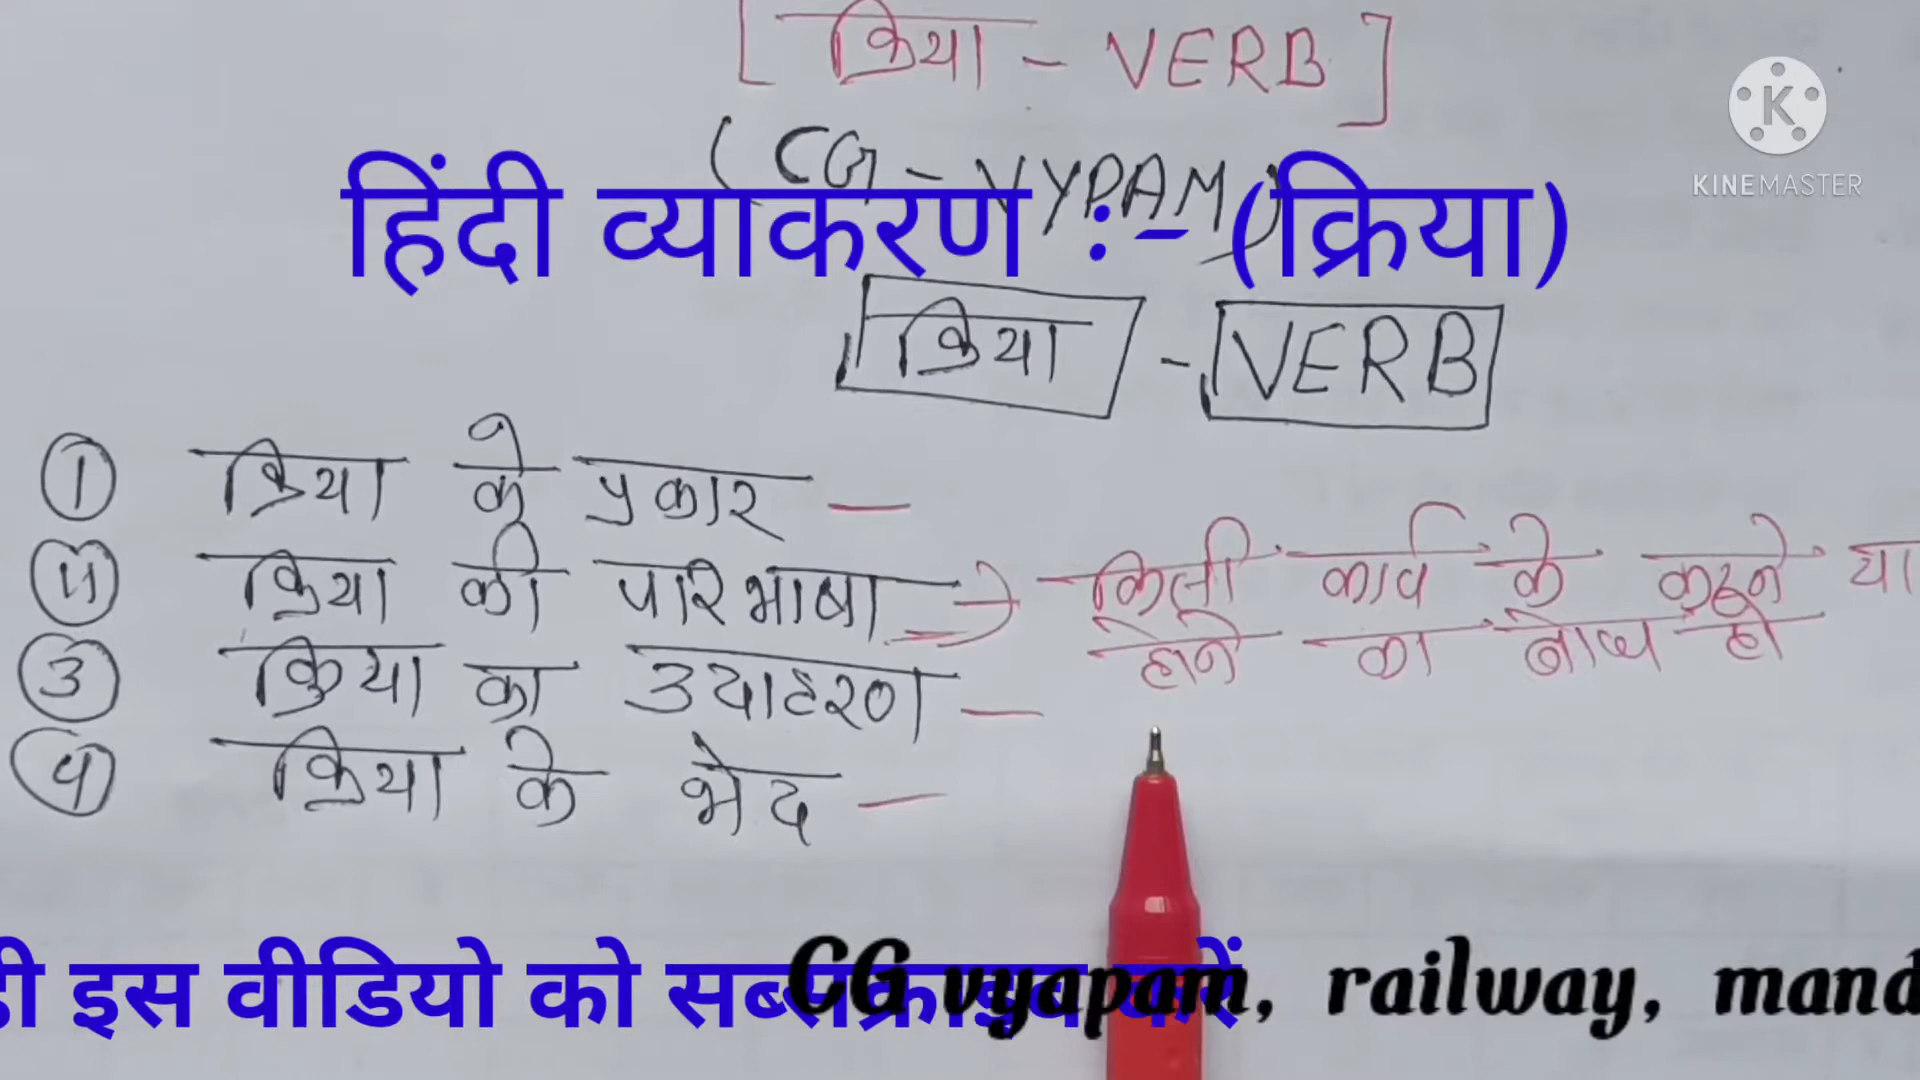 [ क्रिया - VERB ]
KINEMASTER
(CG - VYPAM)
हिंदी व्याकरण :- (क्रिया)
क्रिया - VERB
① क्रिया के प्रकार —
क्रिया की परिभाषा ⇒ किसी कार्य के करने या
होने का बोध हो
③ क्रिया का उदाहरण —
④ क्रिया के भेद —
ही इस वीडियो को सब्सक्राइब करें
CG vyapam, railway, mand